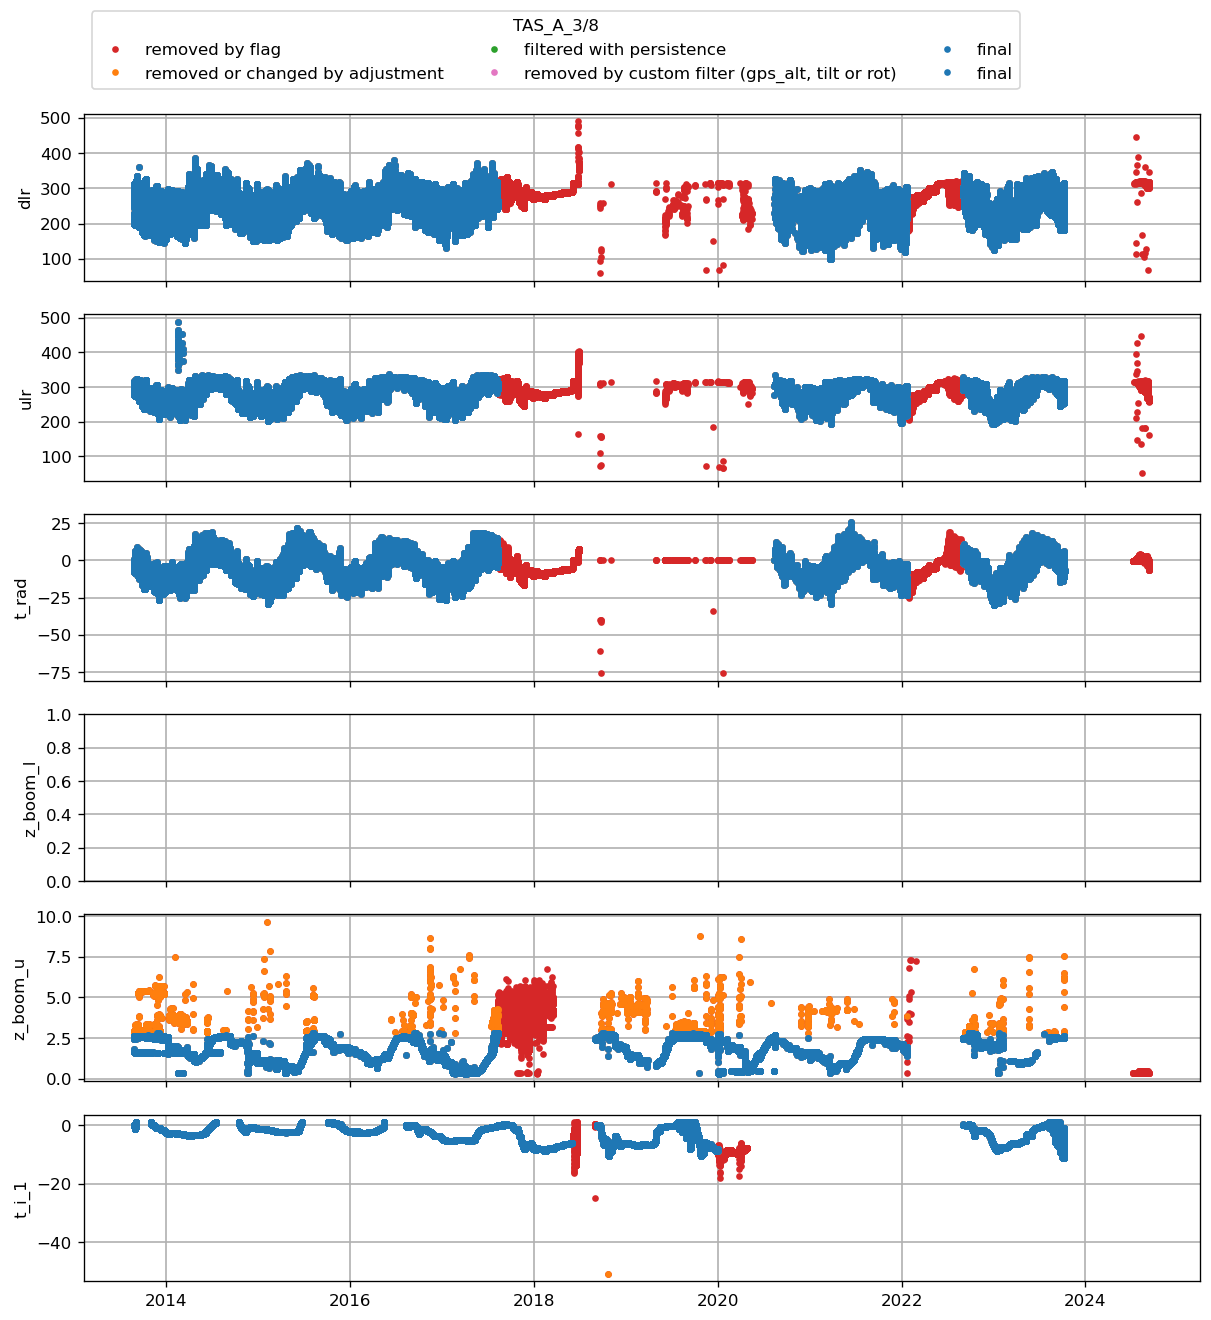 TAS_A_3/8
removed by flag
filtered with persistence
final
removed or changed by adjustment
removed by custom filter (gps_alt, tilt or rot)
final
500
400
300
200
100
dlr
500
400
300
200
100
ulr
25
0
−25
−50
−75
t_rad
1.0
0.8
0.6
0.4
0.2
0.0
z_boom_l
10.0
7.5
5.0
2.5
0.0
z_boom_u
0
−20
−40
t_i_1
2014 2016 2018 2020 2022 2024